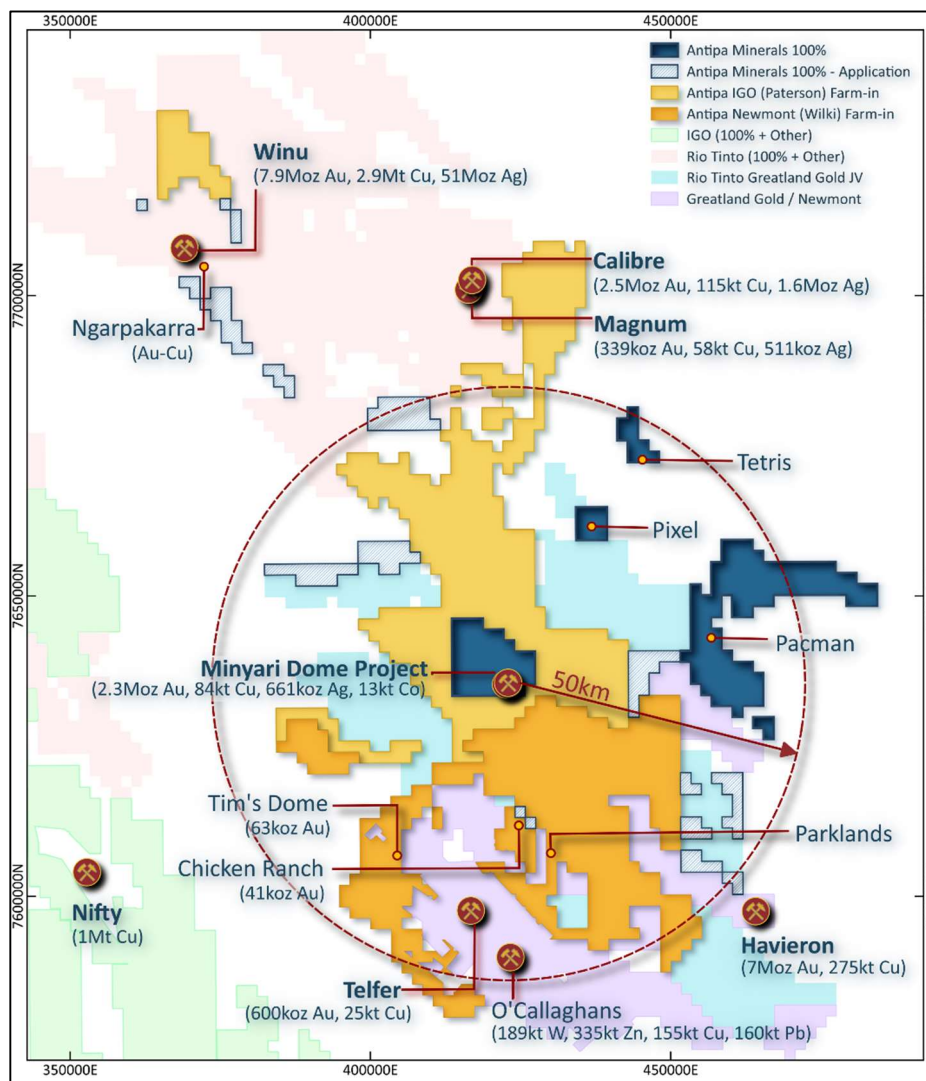 350000E
400000E
450000E
Antipa Minerals 100%
Antipa Minerals 100% - Application
Antipa IGO (Paterson) Farm-in
Antipa Newmont (Wilki) Farm-in
IGO (100% + Other)
Rio Tinto (100% + Other)
Rio Tinto Greatland Gold JV
Greatland Gold / Newmont
Winu
(7.9Moz Au, 2.9Mt Cu, 51Moz Ag)
7700000N
Calibre
(2.5Moz Au, 115kt Cu, 1.6Moz Ag)
Magnum
(339koz Au, 58kt Cu, 511koz Ag)
Ngarpakarra
(Au-Cu)
Tetris
Pixel
7650000N
Pacman
Minyari Dome Project
(2.3Moz Au, 84kt Cu, 661koz Ag, 13kt Co)
50km
Tim's Dome
(63koz Au)
Parklands
Chicken Ranch
(41koz Au)
7600000N
Nifty
(1Mt Cu)
Havieron
(7Moz Au, 275kt Cu)
Telfer
(600koz Au, 25kt Cu)
O'Callaghans
(189kt W, 335kt Zn, 155kt Cu, 160kt Pb)
350000E
400000E
450000E